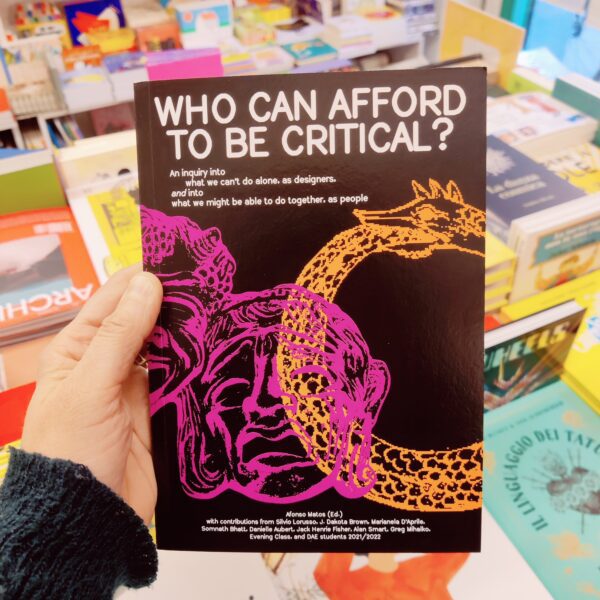 WHO CAN AFFORD
TO BE CRITICAL?
An inquiry into
what we can't do alone, as designers,
and into
what we might be able to do together, as people
Afonso Matos (Ed.)
with contributions from Silvio Lorusso, J. Dakota Brown, Marianela D'Aprile,
Somnath Bhatt, Danielle Aubert, Jack Henrie Fisher, Alan Smart, Greg Mihalko,
Evening Class, and DAE students 2021/2022
ARCHI
IL LINGUAGGIO DEI TATU